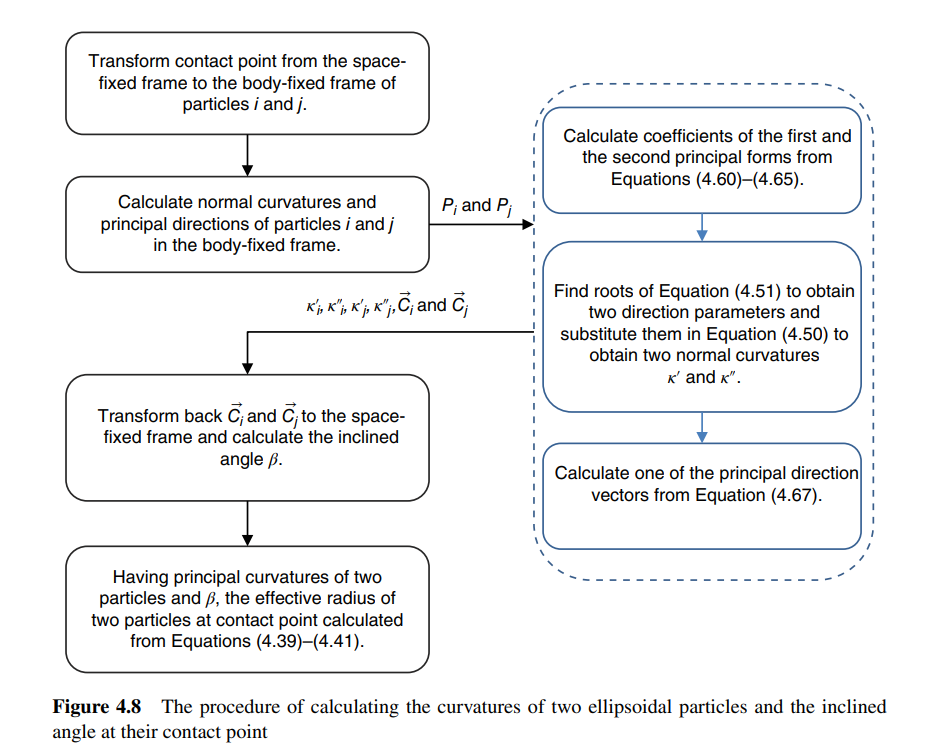 Transform contact point from the space-
fixed frame to the body-fixed frame of
particles i and j.
Calculate normal curvatures and
principal directions of particles i and j
in the body-fixed frame.
P_i and P_j
Calculate coefficients of the first and
the second principal forms from
Equations (4.60)–(4.65).
Find roots of Equation (4.51) to obtain
two direction parameters and
substitute them in Equation (4.50) to
obtain two normal curvatures
κ′ and κ″.
Calculate one of the principal direction
vectors from Equation (4.67).
κ′_i, κ″_i, κ′_j, κ″_j, C⃗_i and C⃗_j
Transform back C⃗_i and C⃗_j to the space-
fixed frame and calculate the inclined
angle β.
Having principal curvatures of two
particles and β, the effective radius of
two particles at contact point calculated
from Equations (4.39)–(4.41).
Figure 4.8 The procedure of calculating the curvatures of two ellipsoidal particles and the inclined
angle at their contact point